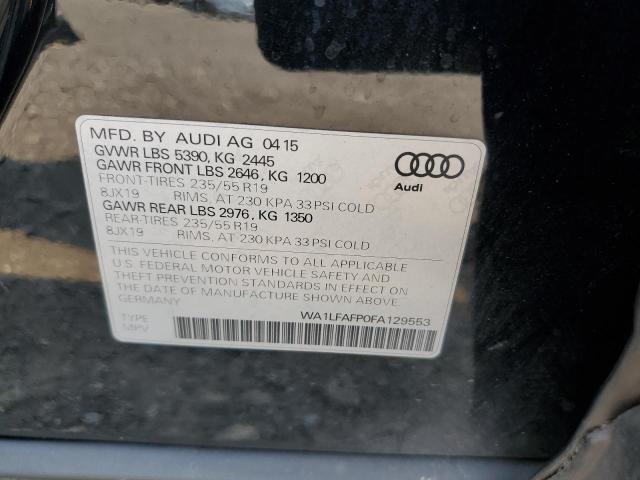 MFD. BY AUDI AG 04 15
GVWR LBS 5390, KG 2445
GAWR FRONT LBS 2646, KG 1200
FRONT-TIRES 235/55 R19
8JX19 RIMS, AT 230 KPA 33 PSI COLD
GAWR REAR LBS 2976, KG 1350
REAR-TIRES 235/55 R19
8JX19 RIMS, AT 230 KPA 33 PSI COLD
Audi
THIS VEHICLE CONFORMS TO ALL APPLICABLE
U.S. FEDERAL MOTOR VEHICLE SAFETY AND
THEFT PREVENTION STANDARDS IN EFFECT ON
THE DATE OF MANUFACTURE SHOWN ABOVE.
GERMANY
TYPE WA1LFAFP0FA129553
MPV